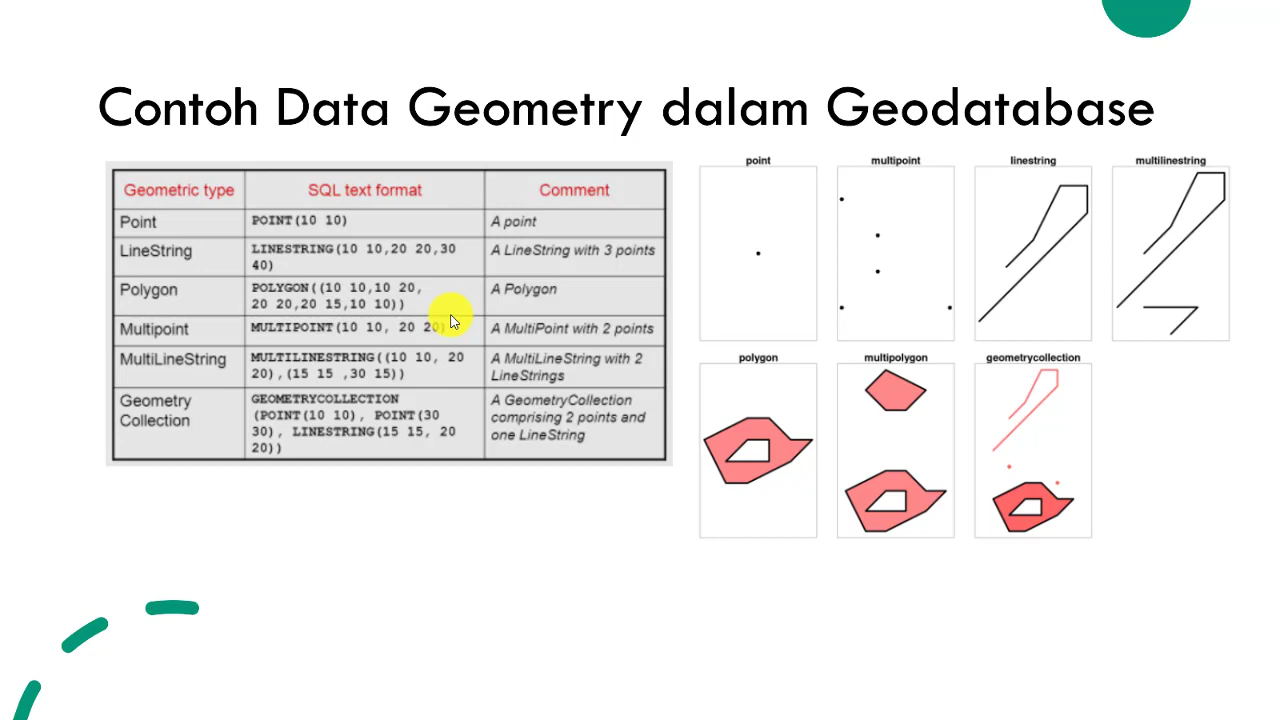 Contoh Data Geometry dalam Geodatabase
Geometric type SQL text format Comment
Point POINT(10 10) A point
LineString LINESTRING(10 10,20 20,30
40) A LineString with 3 points
Polygon POLYGON((10 10,10 20,
20 20,20 15,10 10)) A Polygon
Multipoint MULTIPOINT(10 10, 20 20) A MultiPoint with 2 points
MultiLineString MULTILINESTRING((10 10, 20 A MultiLineString with 2
20),(15 15 ,30 15)) LineStrings
Geometry GEOMETRYCOLLECTION A GeometryCollection
Collection (POINT(10 10), POINT(30 comprising 2 points and
30), LINESTRING(15 15, 20 one LineString
20))
point multipoint linestring multilinestring
polygon multipolygon geometrycollection